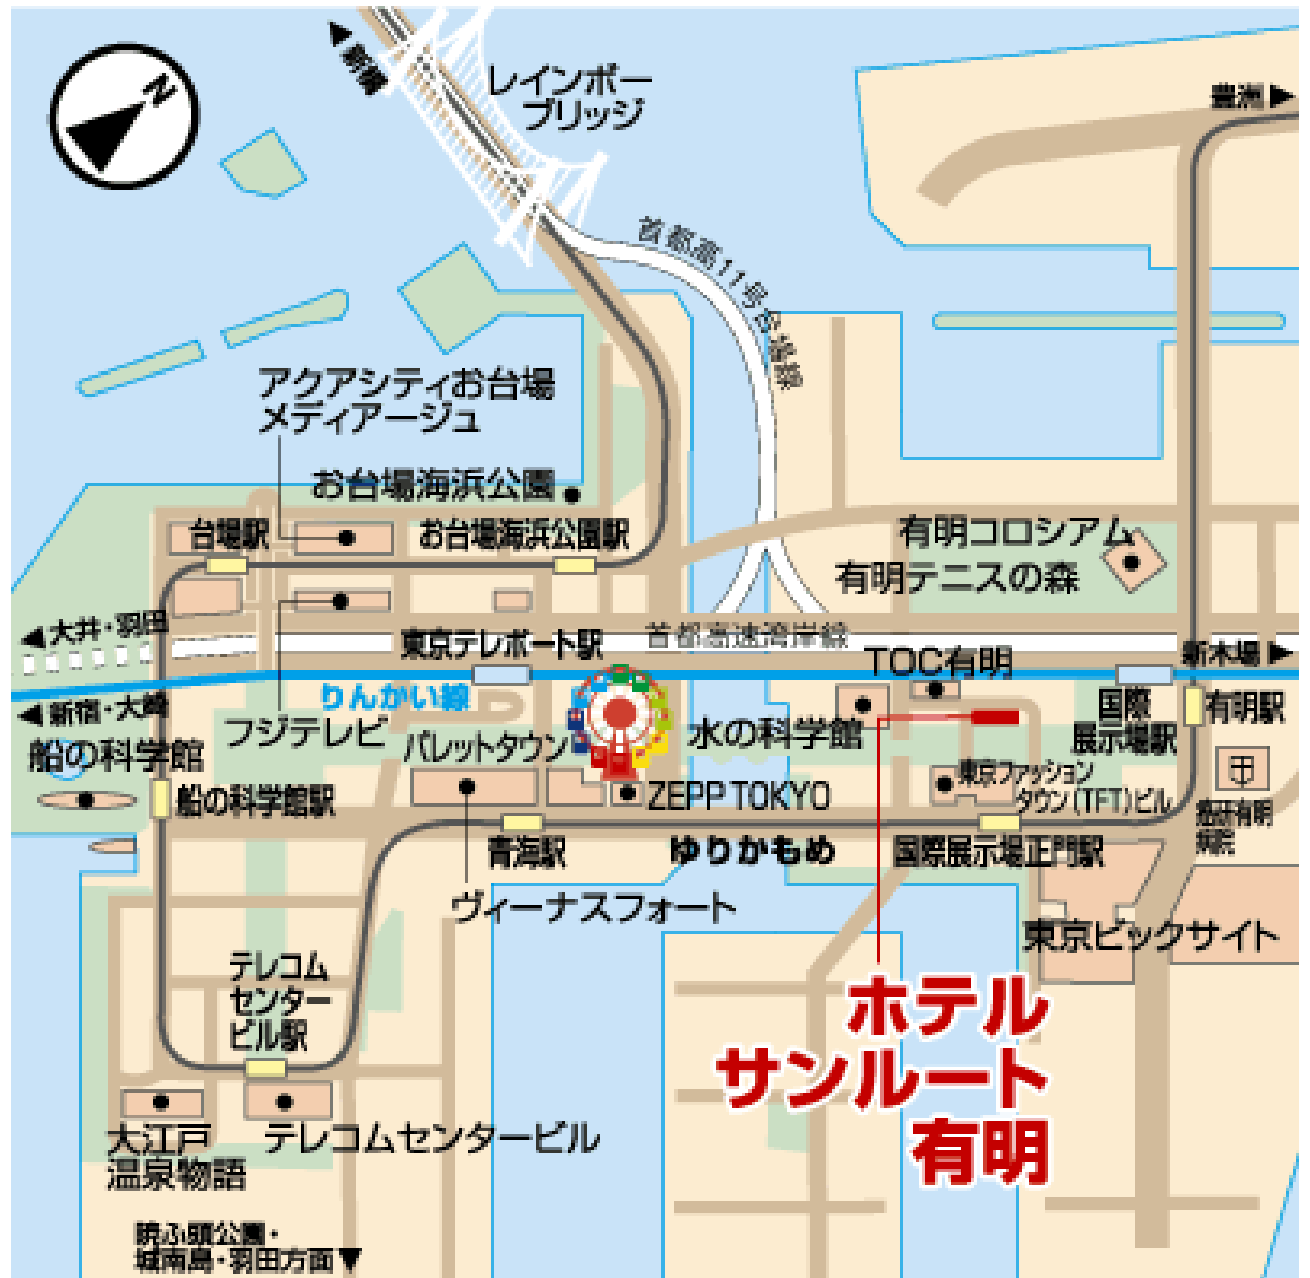 N
新橋
レインボー
ブリッジ
豊洲
首都高11号台場線
アクアシティお台場
メディアージュ
お台場海浜公園
台場駅
お台場海浜公園駅
有明コロシアム
有明テニスの森
大井・羽田
首都高速湾岸線
東京テレポート駅
新木場
TOC有明
りんかい線
新宿・大崎
国際
展示場駅
有明駅
フジテレビ
水の科学館
船の科学館
パレットタウン
東京ファッション
タウン(TFT)ビル
ZEPP TOKYO
船の科学館駅
癌研有明
病院
青海駅
ゆりかもめ
国際展示場正門駅
ヴィーナスフォート
東京ビックサイト
テレコム
センター
ビル駅
ホテル
サンルート
有明
大江戸
温泉物語
テレコムセンタービル
暁ふ頭公園・
城南島・羽田方面